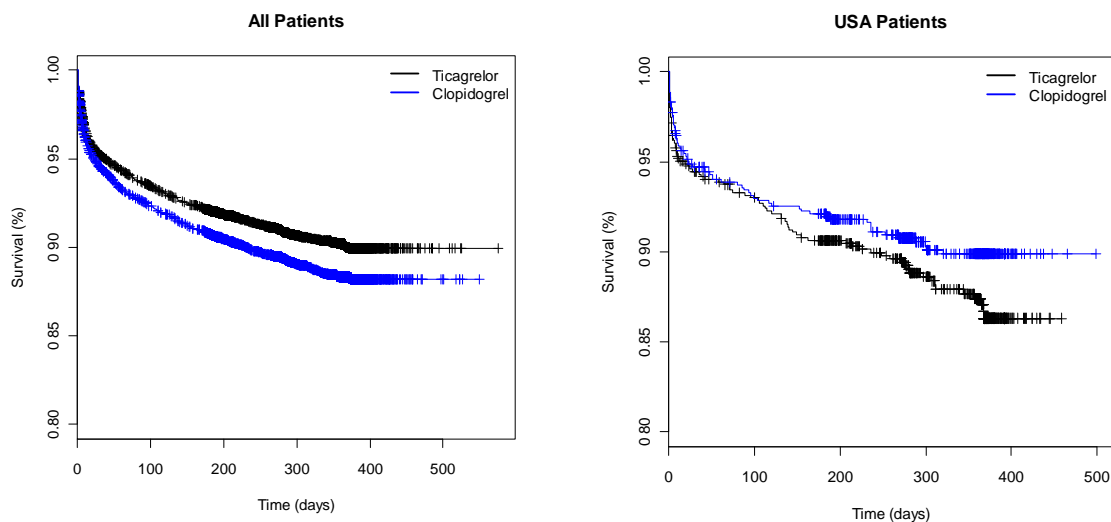 All Patients
Ticagrelor
Clopidogrel
Survival (%)
1.00
0.95
0.90
0.85
0.80
0 100 200 300 400 500
Time (days)
USA Patients
Ticagrelor
Clopidogrel
Survival (%)
1.00
0.95
0.90
0.85
0.80
0 100 200 300 400 500
Time (days)